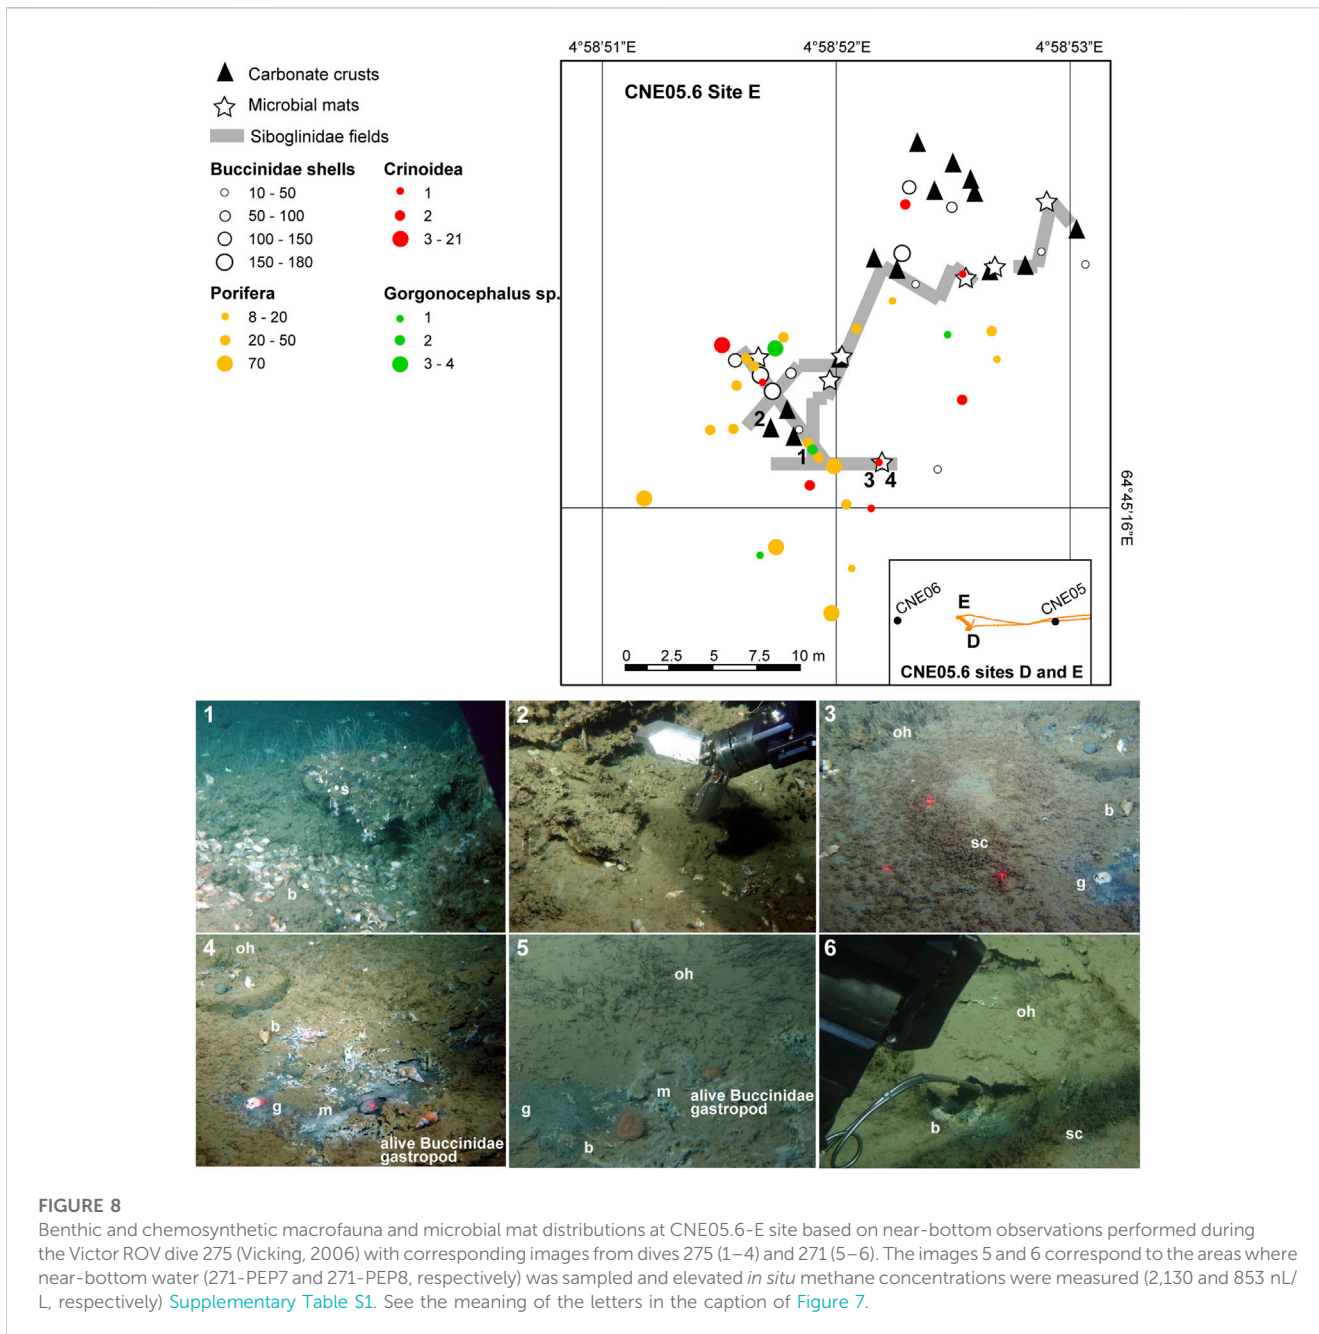 4°58'51"E
4°58'52"E
4°58'53"E
Carbonate crusts
Microbial mats
Siboglinidae fields
Buccinidae shells
10 - 50
50 - 100
100 - 150
150 - 180
Crinoidea
1
2
3 - 21
Porifera
8 - 20
20 - 50
70
Gorgonocephalus sp.
1
2
3 - 4
CNE05.6 Site E
2
1
3 4
64°45'16"E
0 2.5 5 7.5 10 m
CNE06
E
D
CNE05
CNE05.6 sites D and E
1
s
b
2
3
oh
b
sc
g
4
oh
b
g
m
alive Buccinidae
gastropod
5
oh
m
g
alive Buccinidae
gastropod
b
6
oh
b
sc
FIGURE 8
Benthic and chemosynthetic macrofauna and microbial mat distributions at CNE05.6-E site based on near-bottom observations performed during
the Victor ROV dive 275 (Vicking, 2006) with corresponding images from dives 275 (1–4) and 271 (5–6). The images 5 and 6 correspond to the areas where
near-bottom water (271-PEP7 and 271-PEP8, respectively) was sampled and elevated in situ methane concentrations were measured (2,130 and 853 nL/
L, respectively) Supplementary Table S1. See the meaning of the letters in the caption of Figure 7.